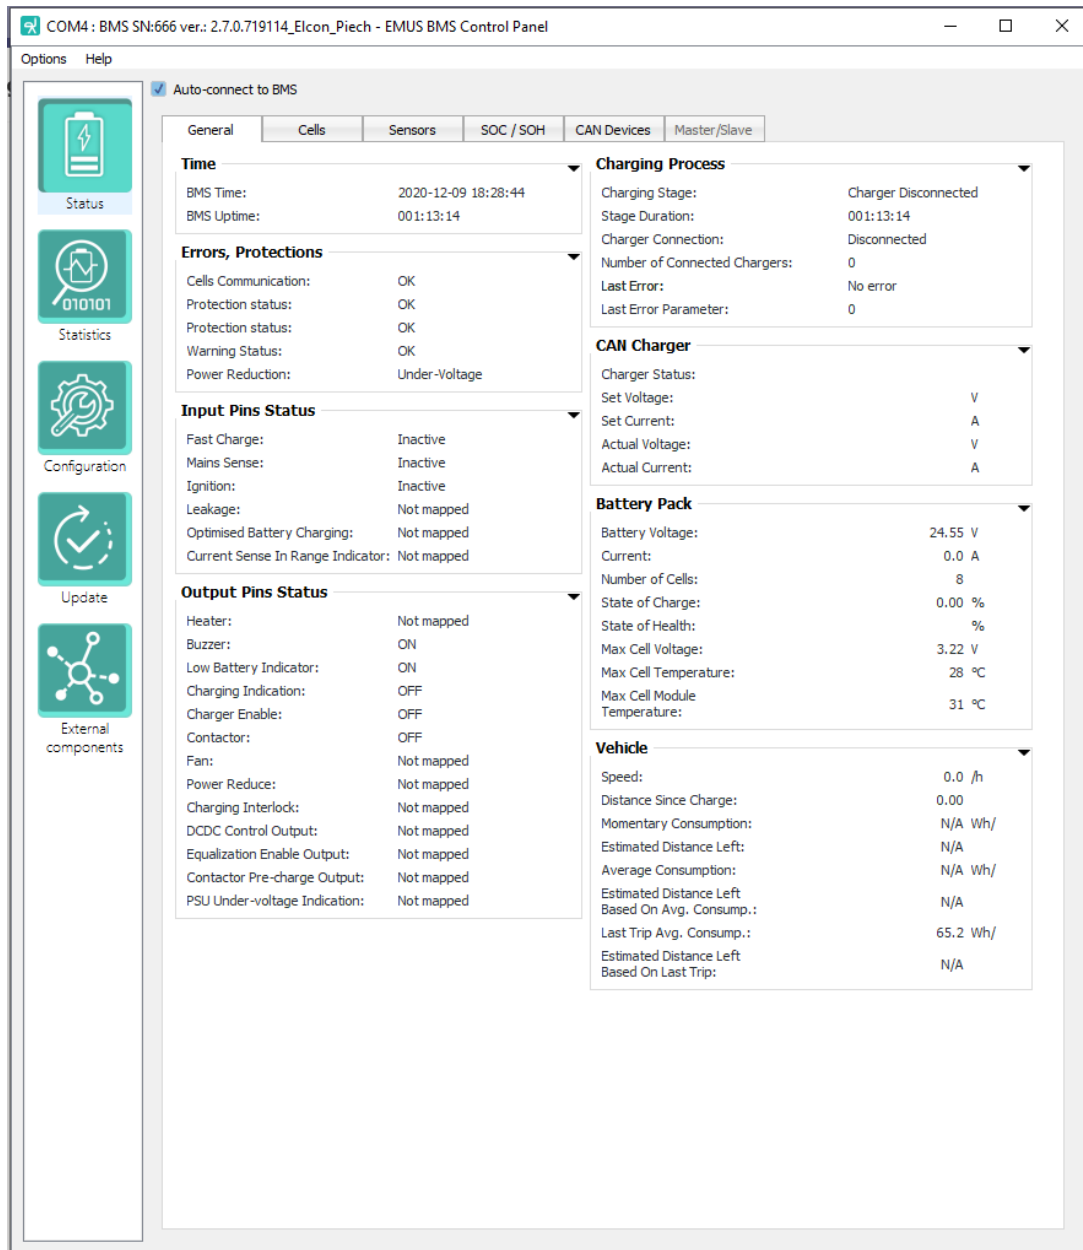 COM4 : BMS SN:666 ver.: 2.7.0.719114_Elcon_Piech - EMUS BMS Control Panel
Options Help
Auto-connect to BMS
Status
010101
Statistics
Configuration
Update
External
components
General Cells Sensors SOC / SOH CAN Devices Master/Slave
Time
BMS Time: 2020-12-09 18:28:44
BMS Uptime: 001:13:14
Errors, Protections
Cells Communication: OK
Protection status: OK
Protection status: OK
Warning Status: OK
Power Reduction: Under-Voltage
Input Pins Status
Fast Charge: Inactive
Mains Sense: Inactive
Ignition: Inactive
Leakage: Not mapped
Optimised Battery Charging: Not mapped
Current Sense In Range Indicator: Not mapped
Output Pins Status
Heater: Not mapped
Buzzer: ON
Low Battery Indicator: ON
Charging Indication: OFF
Charger Enable: OFF
Contactor: OFF
Fan: Not mapped
Power Reduce: Not mapped
Charging Interlock: Not mapped
DCDC Control Output: Not mapped
Equalization Enable Output: Not mapped
Contactor Pre-charge Output: Not mapped
PSU Under-voltage Indication: Not mapped
Charging Process
Charging Stage: Charger Disconnected
Stage Duration: 001:13:14
Charger Connection: Disconnected
Number of Connected Chargers: 0
Last Error: No error
Last Error Parameter: 0
CAN Charger
Charger Status:
Set Voltage: V
Set Current: A
Actual Voltage: V
Actual Current: A
Battery Pack
Battery Voltage: 24.55 V
Current: 0.0 A
Number of Cells: 8
State of Charge: 0.00 %
State of Health: %
Max Cell Voltage: 3.22 V
Max Cell Temperature: 28 °C
Max Cell Module
Temperature: 31 °C
Vehicle
Speed: 0.0 /h
Distance Since Charge: 0.00
Momentary Consumption: N/A Wh/
Estimated Distance Left: N/A
Average Consumption: N/A Wh/
Estimated Distance Left
Based On Avg. Consump.: N/A
Last Trip Avg. Consump.: 65.2 Wh/
Estimated Distance Left
Based On Last Trip: N/A